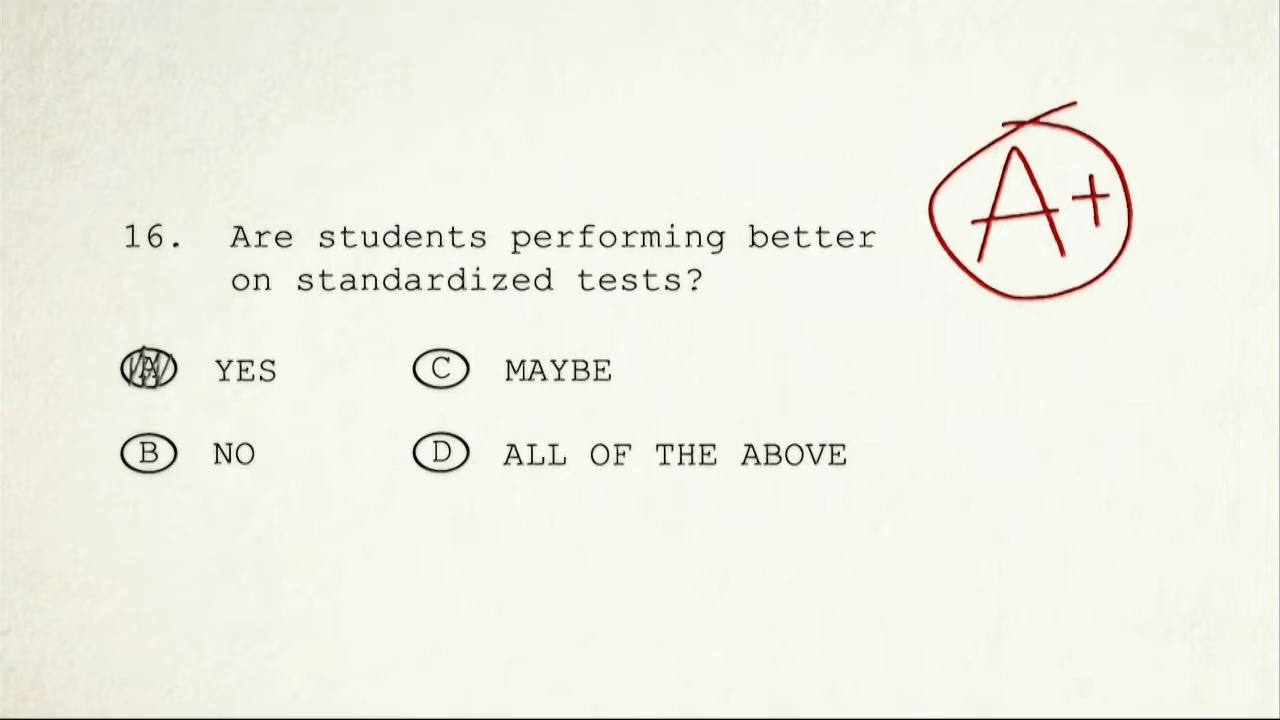 A+
16. Are students performing better
on standardized tests?
A YES
C MAYBE
B NO
D ALL OF THE ABOVE